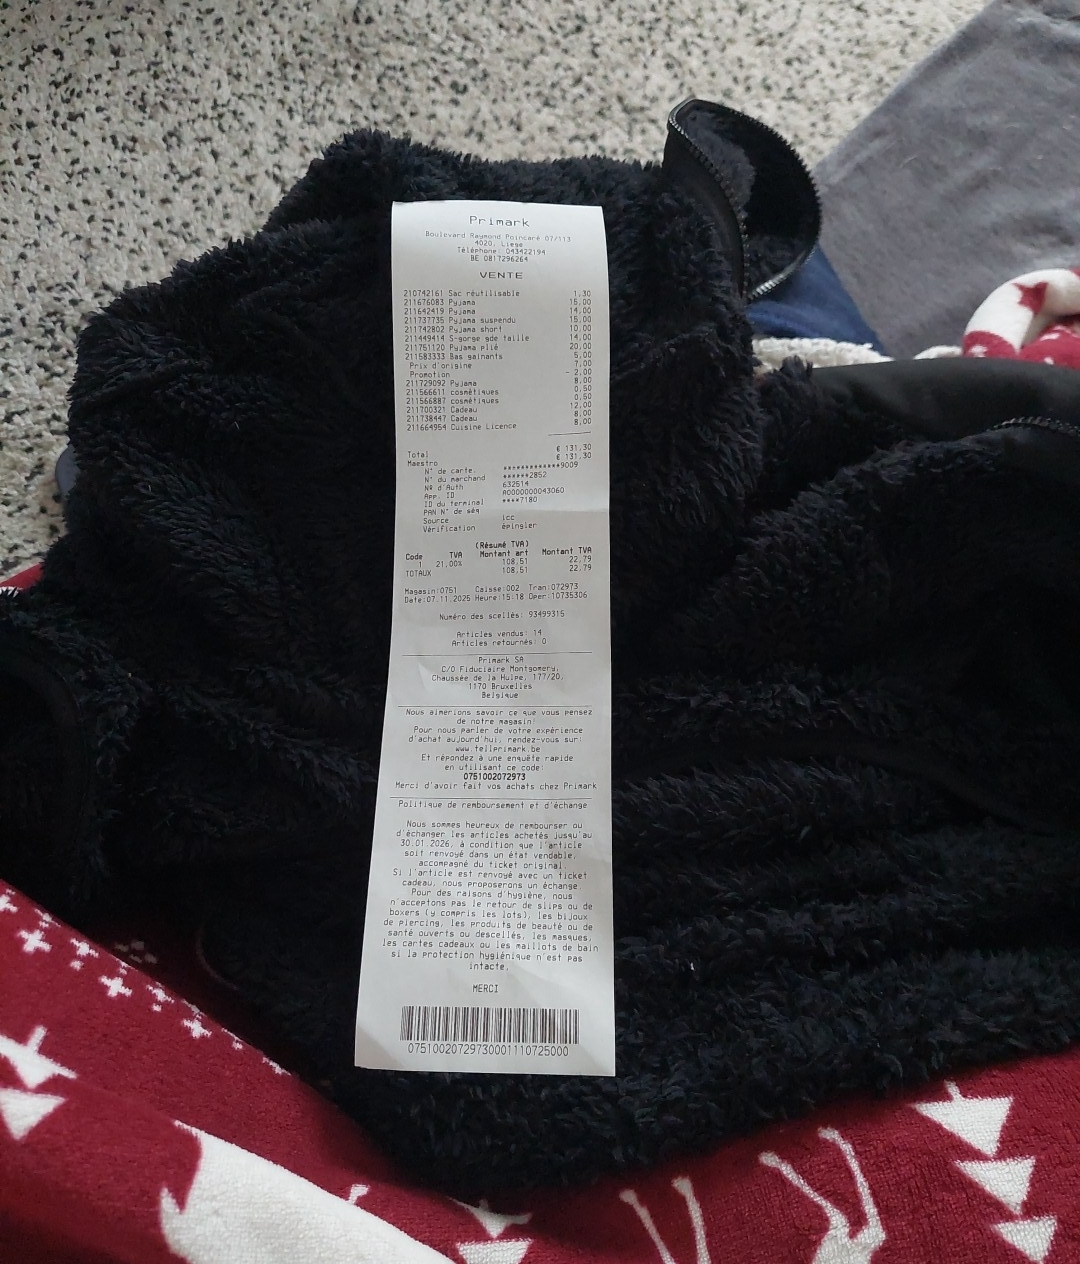 Primark
Boulevard Raymond Poincaré 07/113
4020, Liege
Téléphone: 043422194
BE 0817296264
VENTE
210742161 Sac réutilisable 1,30
211676083 Pyjama 15,00
211642419 Pyjama 14,00
211737735 Pyjama suspendu 15,00
211742802 Pyjama short 10,00
211449414 S-gorge gde taille 14,00
211751120 Pyjama plié 20,00
211583333 Bas gainants 5,00
Prix d'origine 7,00
Promotion - 2,00
211729092 Pyjama 8,00
211566611 cosmétiques 0,50
211566887 cosmétiques 0,50
211700321 Cadeau 12,00
211738447 Cadeau 8,00
211664954 Cuisine Licence 8,00
Total € 131,30
Maestro € 131,30
N° de carte ************9009
N° du marchand ******2852
Nº d'Auth 632514
App. ID A0000000043060
ID du terminal ****7180
PAN N° de séq
Source icc
Vérification épingler
(Résumé TVA)
Code TVA Montant art Montant TVA
1 21,00% 108,51 22,79
TOTAUX 108,51 22,79
Magasin:0751 Caisse:002 Tran:072973
Date:07.11.2025 Heure:15:18 Oper:10735306
Numéro des scellés: 93499315
Articles vendus: 14
Articles retournés: 0
Primark SA
C/O Fiduciaire Montgomery,
Chaussée de la Hulpe, 177/20,
1170 Bruxelles
Belgique
Nous aimerions savoir ce que vous pensez
de notre magasin!
Pour nous parler de votre expérience
d'achat aujourd'hui, rendez-vous sur:
www.tellprimark.be
Et répondez à une enquête rapide
en utilisant ce code:
0751002072973
Merci d'avoir fait vos achats chez Primark
Politique de remboursement et d'échange
Nous sommes heureux de rembourser ou
d'échanger les articles achetés jusqu'au
30.01.2026, à condition que l'article
soit renvoyé dans un état vendable,
accompagné du ticket original.
Si l'article est renvoyé avec un ticket
cadeau, nous proposerons un échange.
Pour des raisons d'hygiène, nous
n'acceptons pas le retour de slips ou de
boxers (y compris les lots), les bijoux
de piercing, les produits de beauté ou de
santé ouverts ou descellés, les masques,
les cartes cadeaux ou les maillots de bain
si la protection hygiénique n'est pas
intacte.
MERCI
07510020729730001110725000